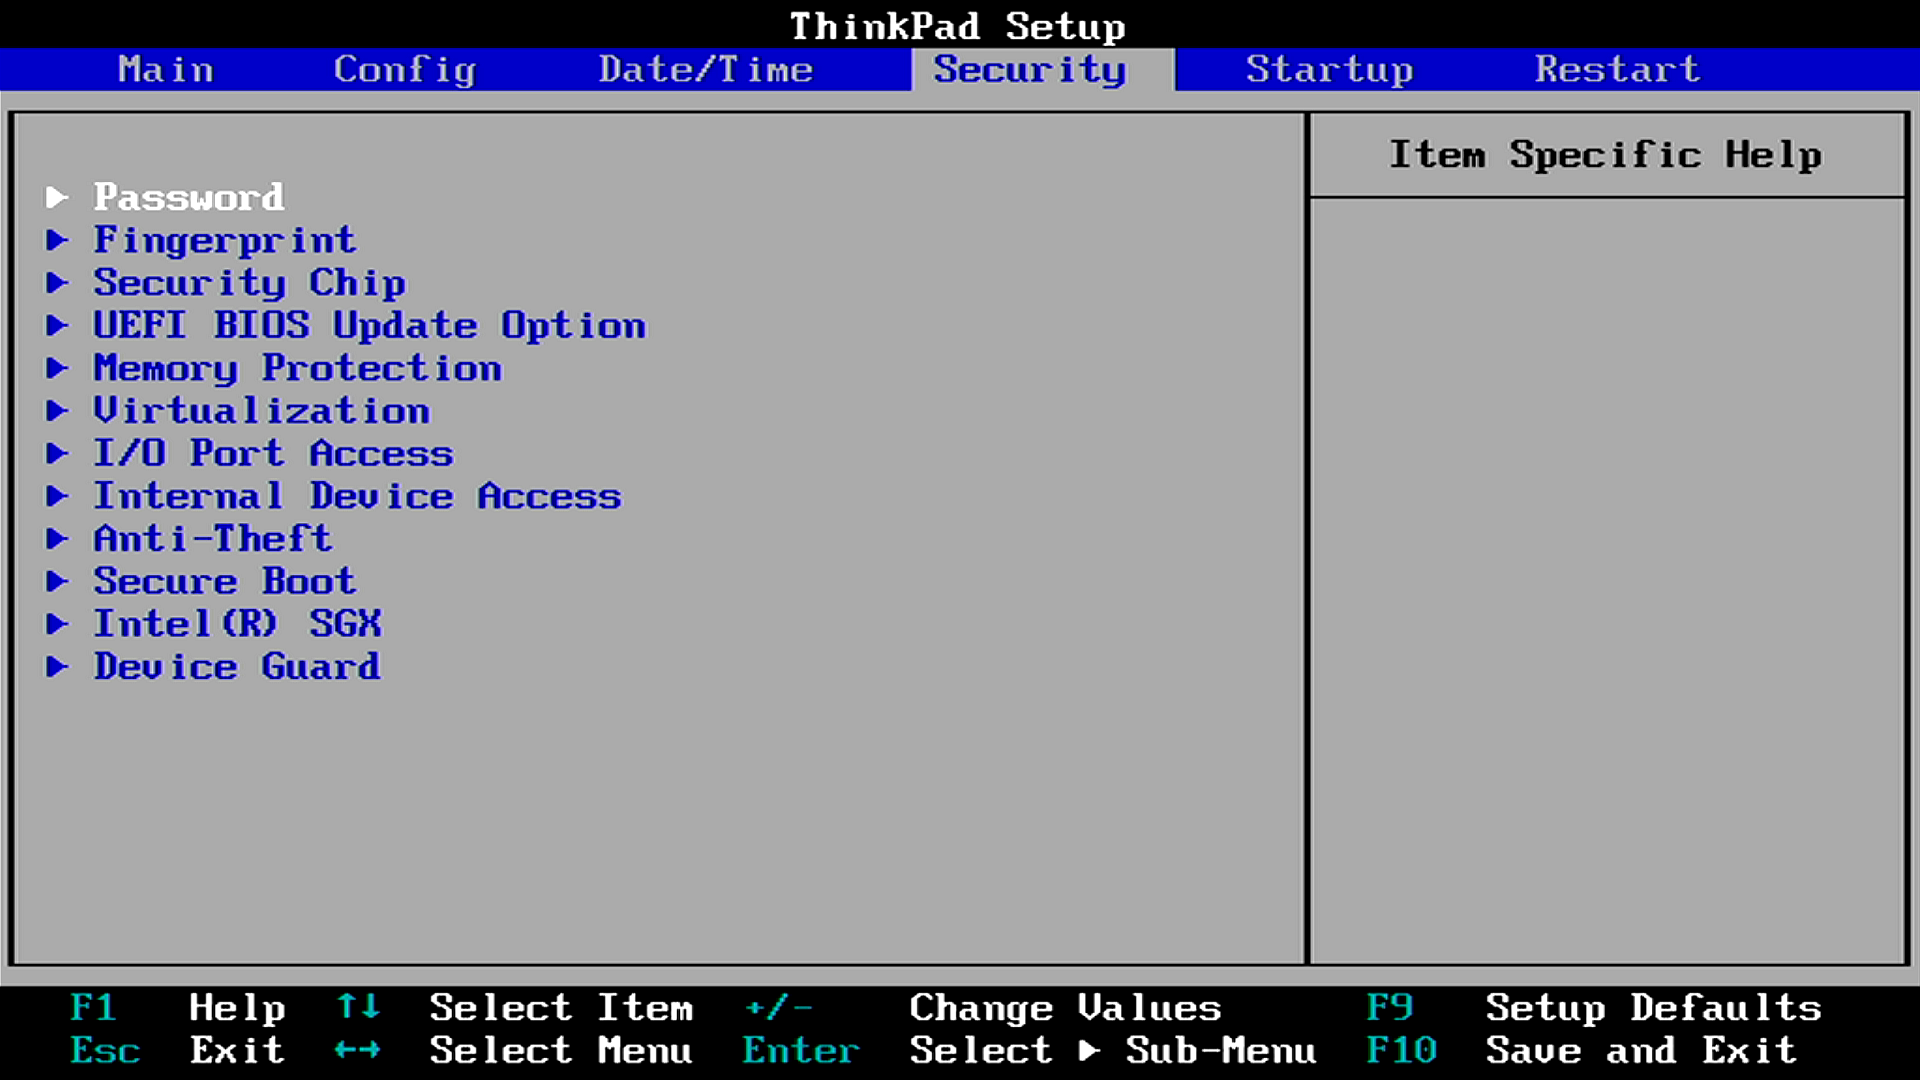 ThinkPad Setup
Main Config Date/Time Security Startup Restart
Item Specific Help
Password
Fingerprint
Security Chip
UEFI BIOS Update Option
Memory Protection
Virtualization
I/O Port Access
Internal Device Access
Anti-Theft
Secure Boot
Intel(R) SGX
Device Guard
F1 Help ↑↓ Select Item +/- Change Values F9 Setup Defaults
Esc Exit ←→ Select Menu Enter Select ▶ Sub-Menu F10 Save and Exit